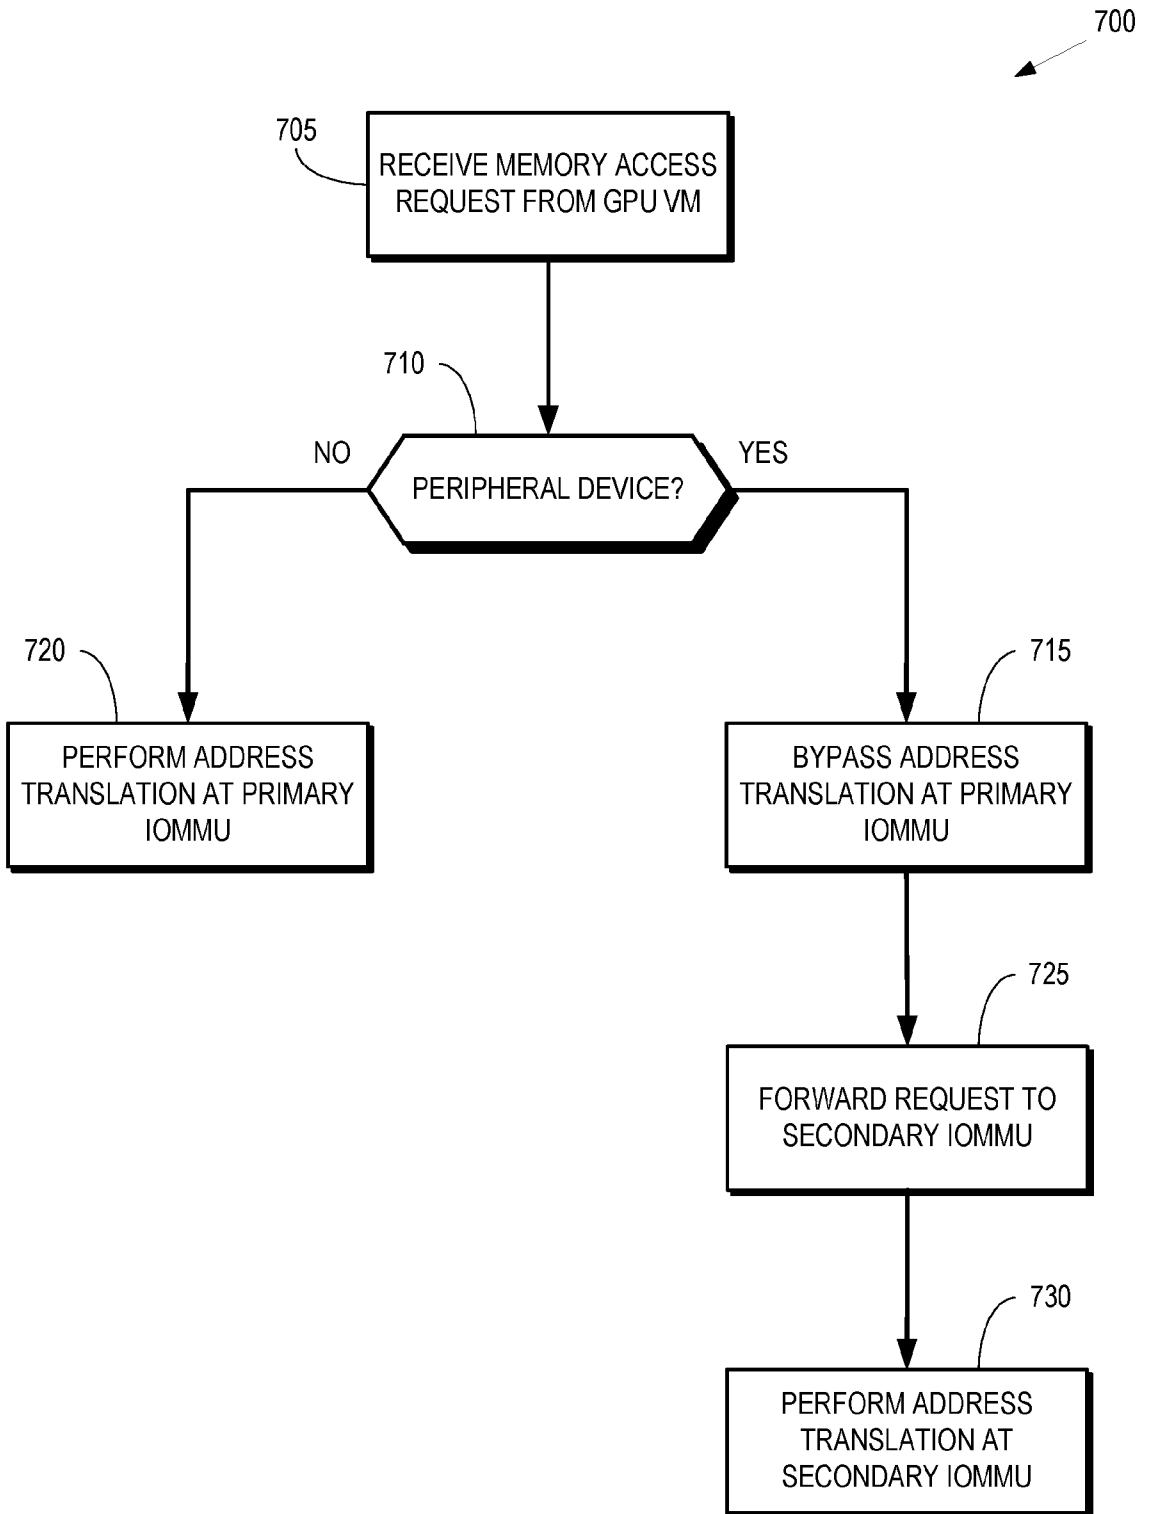 700
705
RECEIVE MEMORY ACCESS
REQUEST FROM GPU VM
710
NO
YES
PERIPHERAL DEVICE?
720
715
PERFORM ADDRESS
TRANSLATION AT PRIMARY
IOMMU
BYPASS ADDRESS
TRANSLATION AT PRIMARY
IOMMU
725
FORWARD REQUEST TO
SECONDARY IOMMU
730
PERFORM ADDRESS
TRANSLATION AT
SECONDARY IOMMU